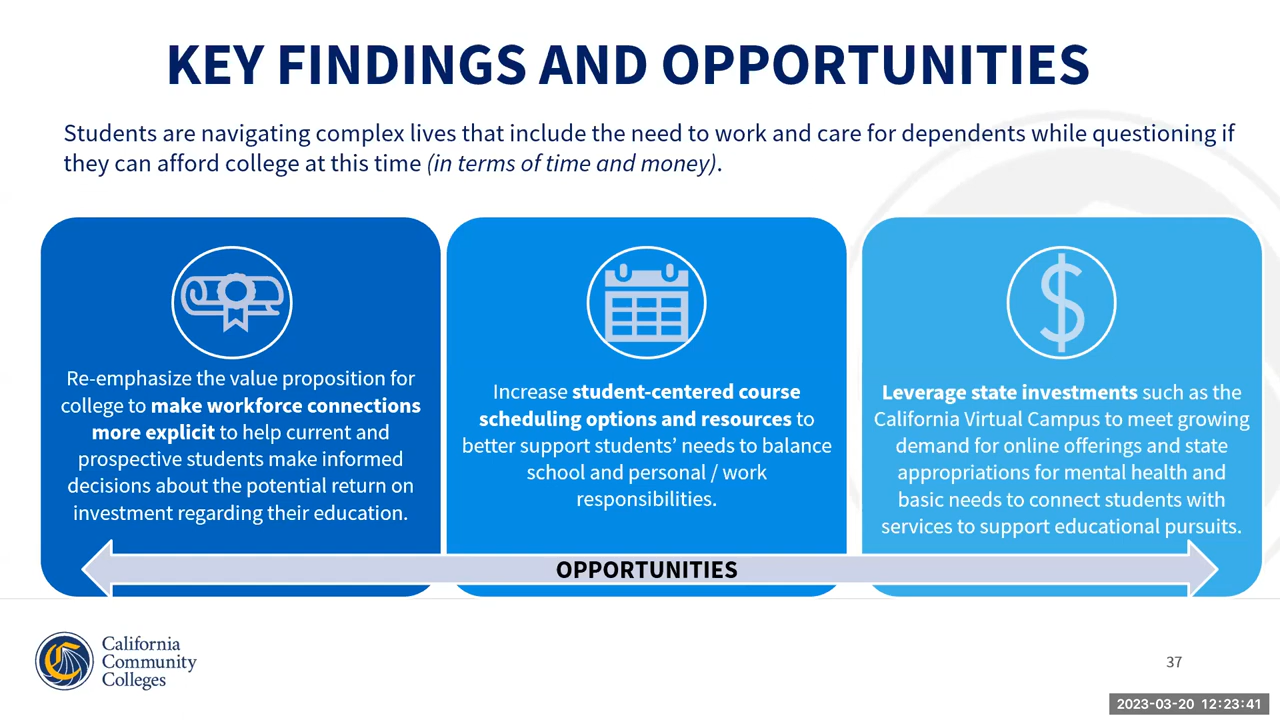 KEY FINDINGS AND OPPORTUNITIES
Students are navigating complex lives that include the need to work and care for dependents while questioning if
they can afford college at this time (in terms of time and money).
Re-emphasize the value proposition for
college to make workforce connections
more explicit to help current and
prospective students make informed
decisions about the potential return on
investment regarding their education.
Increase student-centered course
scheduling options and resources to
better support students’ needs to balance
school and personal / work
responsibilities.
Leverage state investments such as the
California Virtual Campus to meet growing
demand for online offerings and state
appropriations for mental health and
basic needs to connect students with
services to support educational pursuits.
OPPORTUNITIES
California
Community
Colleges
37
2023-03-20 12:23:41